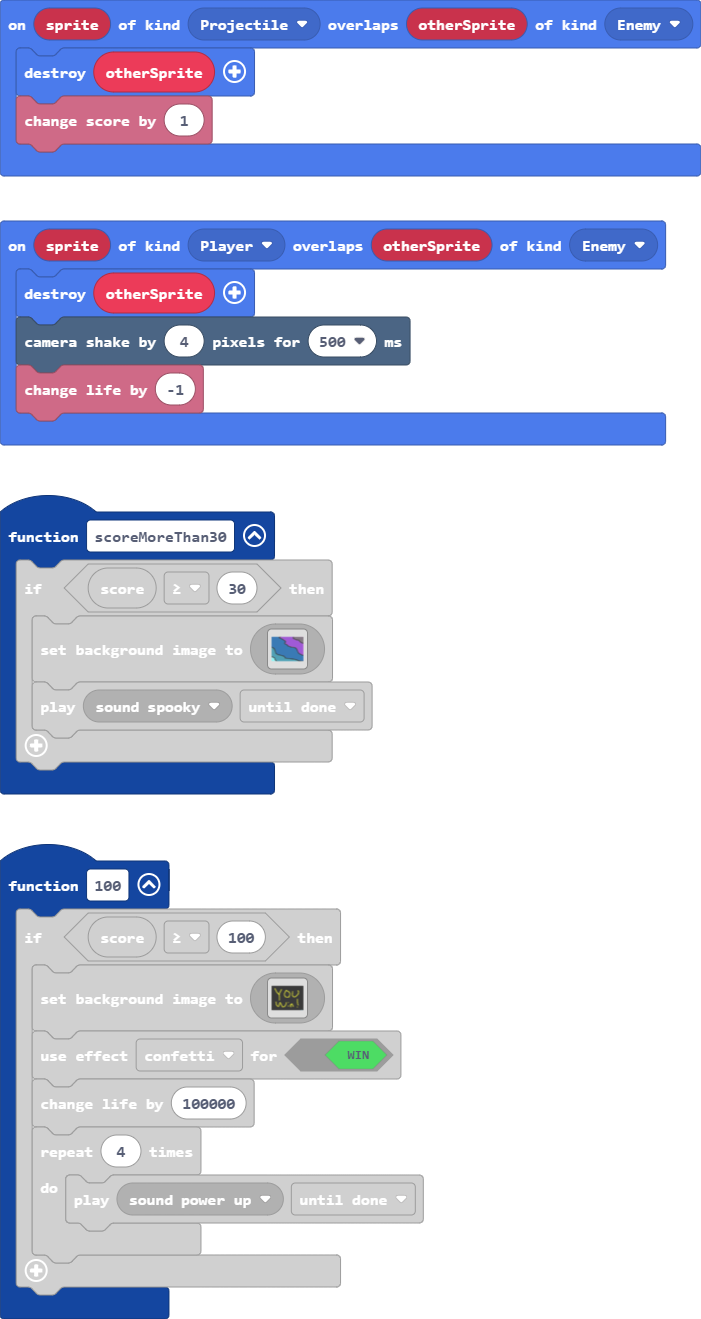 on sprite of kind Projectile overlaps otherSprite of kind Enemy
destroy otherSprite
change score by 1
on sprite of kind Player overlaps otherSprite of kind Enemy
destroy otherSprite
camera shake by 4 pixels for 500 ms
change life by -1
function scoreMoreThan30
if score ≥ 30 then
set background image to
play sound spooky until done
function 100
if score ≥ 100 then
set background image to YOU
use effect confetti for WIN
change life by 100000
repeat 4 times
do play sound power up until done